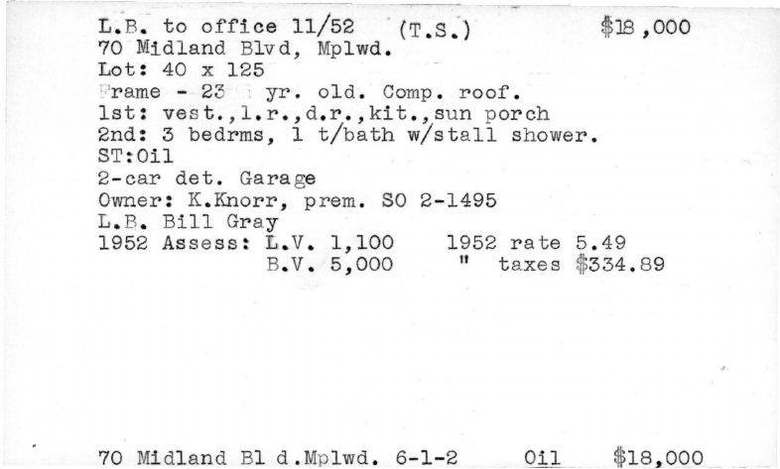 L.B. to office 11/52 (T.S.) $18,000
70 Midland Blvd, Mplwd.
Lot: 40 x 125
Frame - 23 yr. old. Comp. roof.
1st: vest.,l.r.,d.r.,kit.,sun porch
2nd: 3 bedrms, 1 t/bath w/stall shower.
ST:Oil
2-car det. Garage
Owner: K.Knorr, prem. SO 2-1495
L.B. Bill Gray
1952 Assess: L.V. 1,100 1952 rate 5.49
B.V. 5,000 " taxes $334.89
70 Midland Bl d.Mplwd. 6-1-2 Oil $18,000